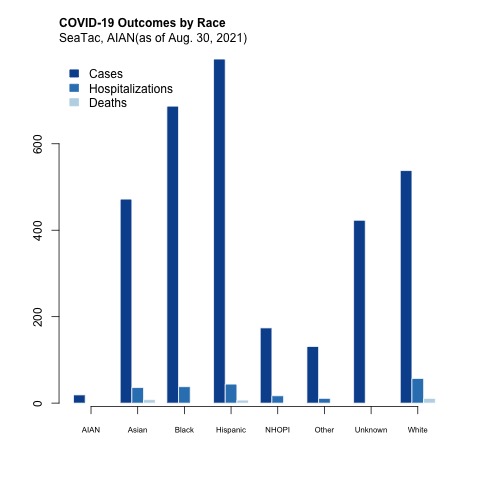 COVID-19 Outcomes by Race
SeaTac, AIAN(as of Aug. 30, 2021)
Cases
Hospitalizations
Deaths
600
400
200
0
AIAN Asian Black Hispanic NHOPI Other Unknown White